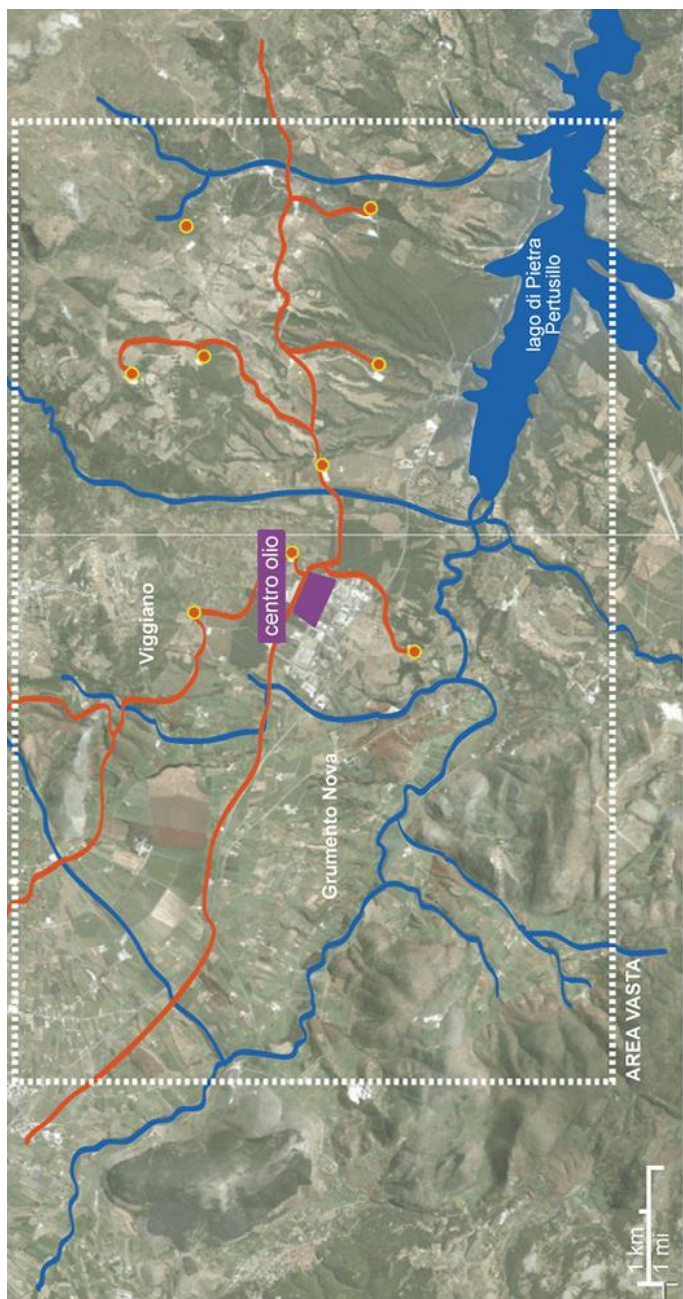 Viggiano
centro olio
Grumento Nova
lago di Pietra
Pertusillo
AREA VASTA
1 km
1 mi